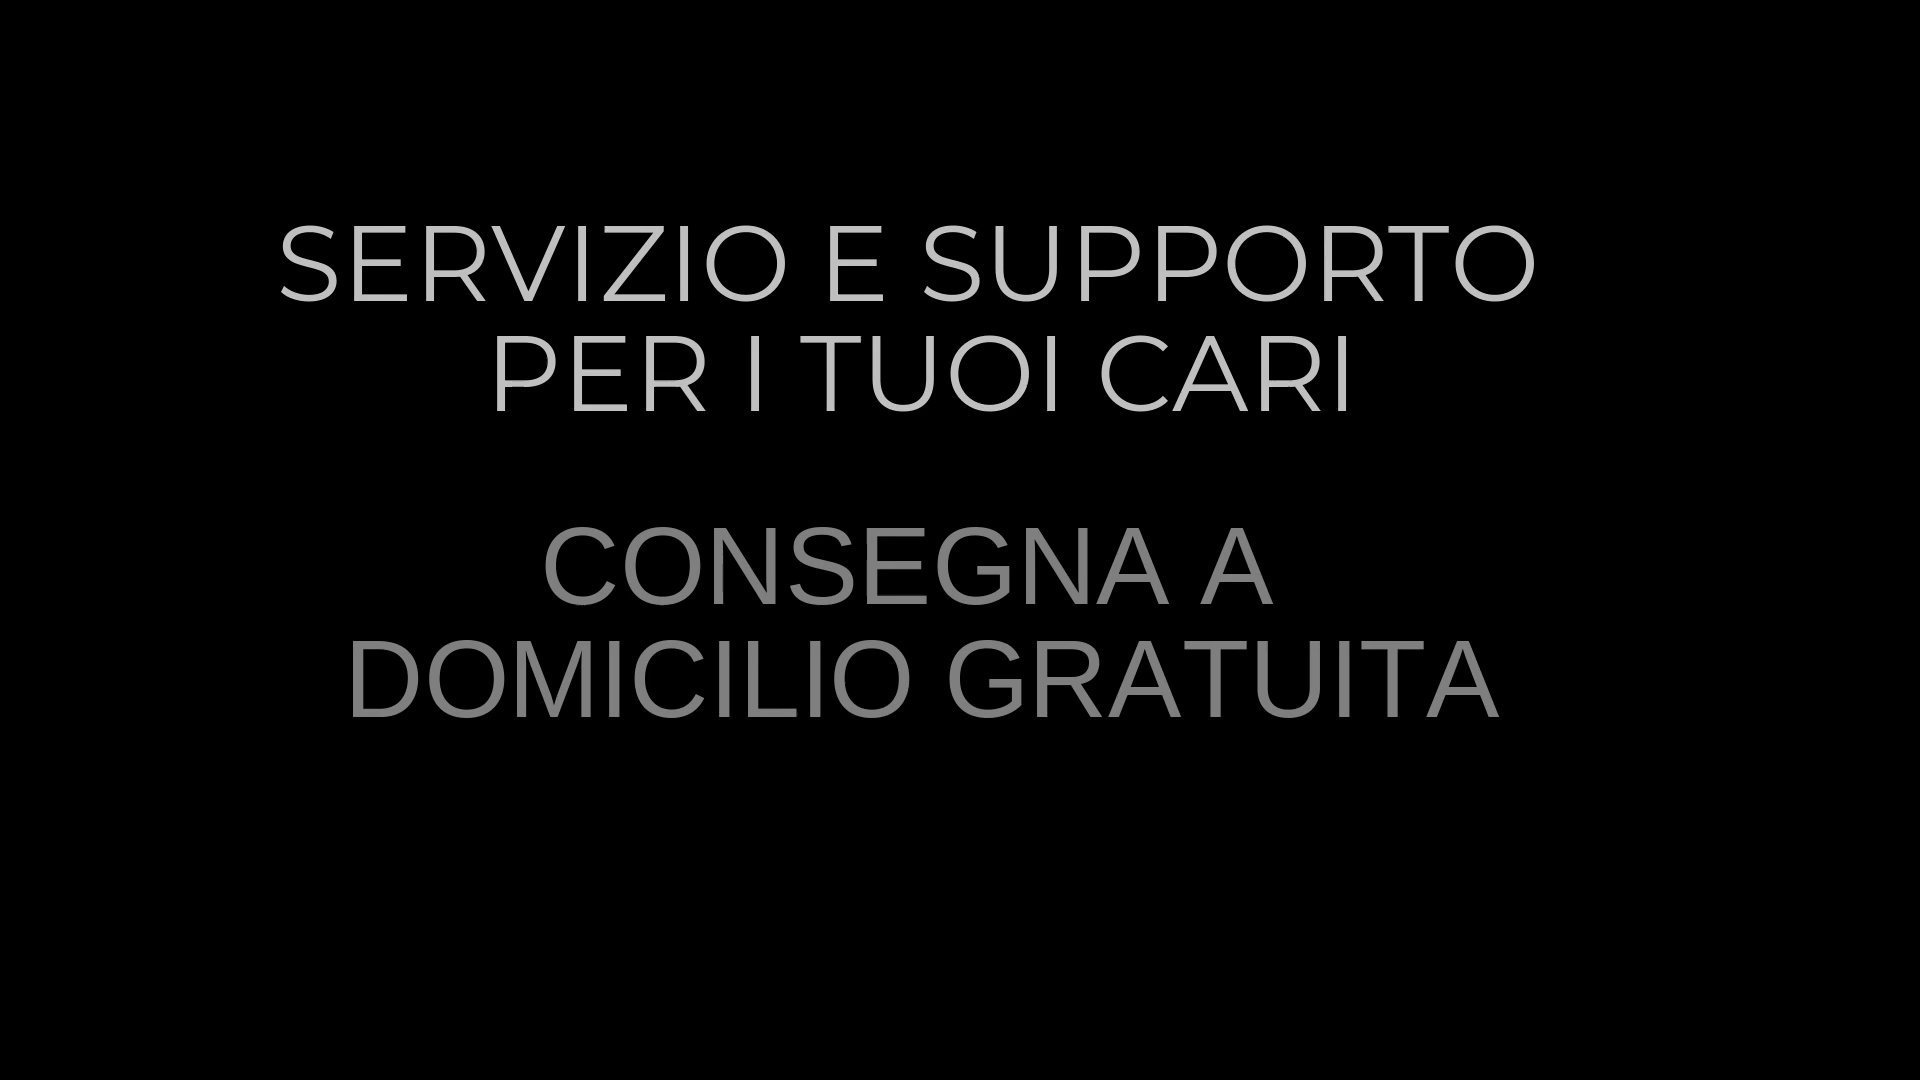 SERVIZIO E SUPPORTO
PER I TUOI CARI
CONSEGNA A
DOMICILIO GRATUITA